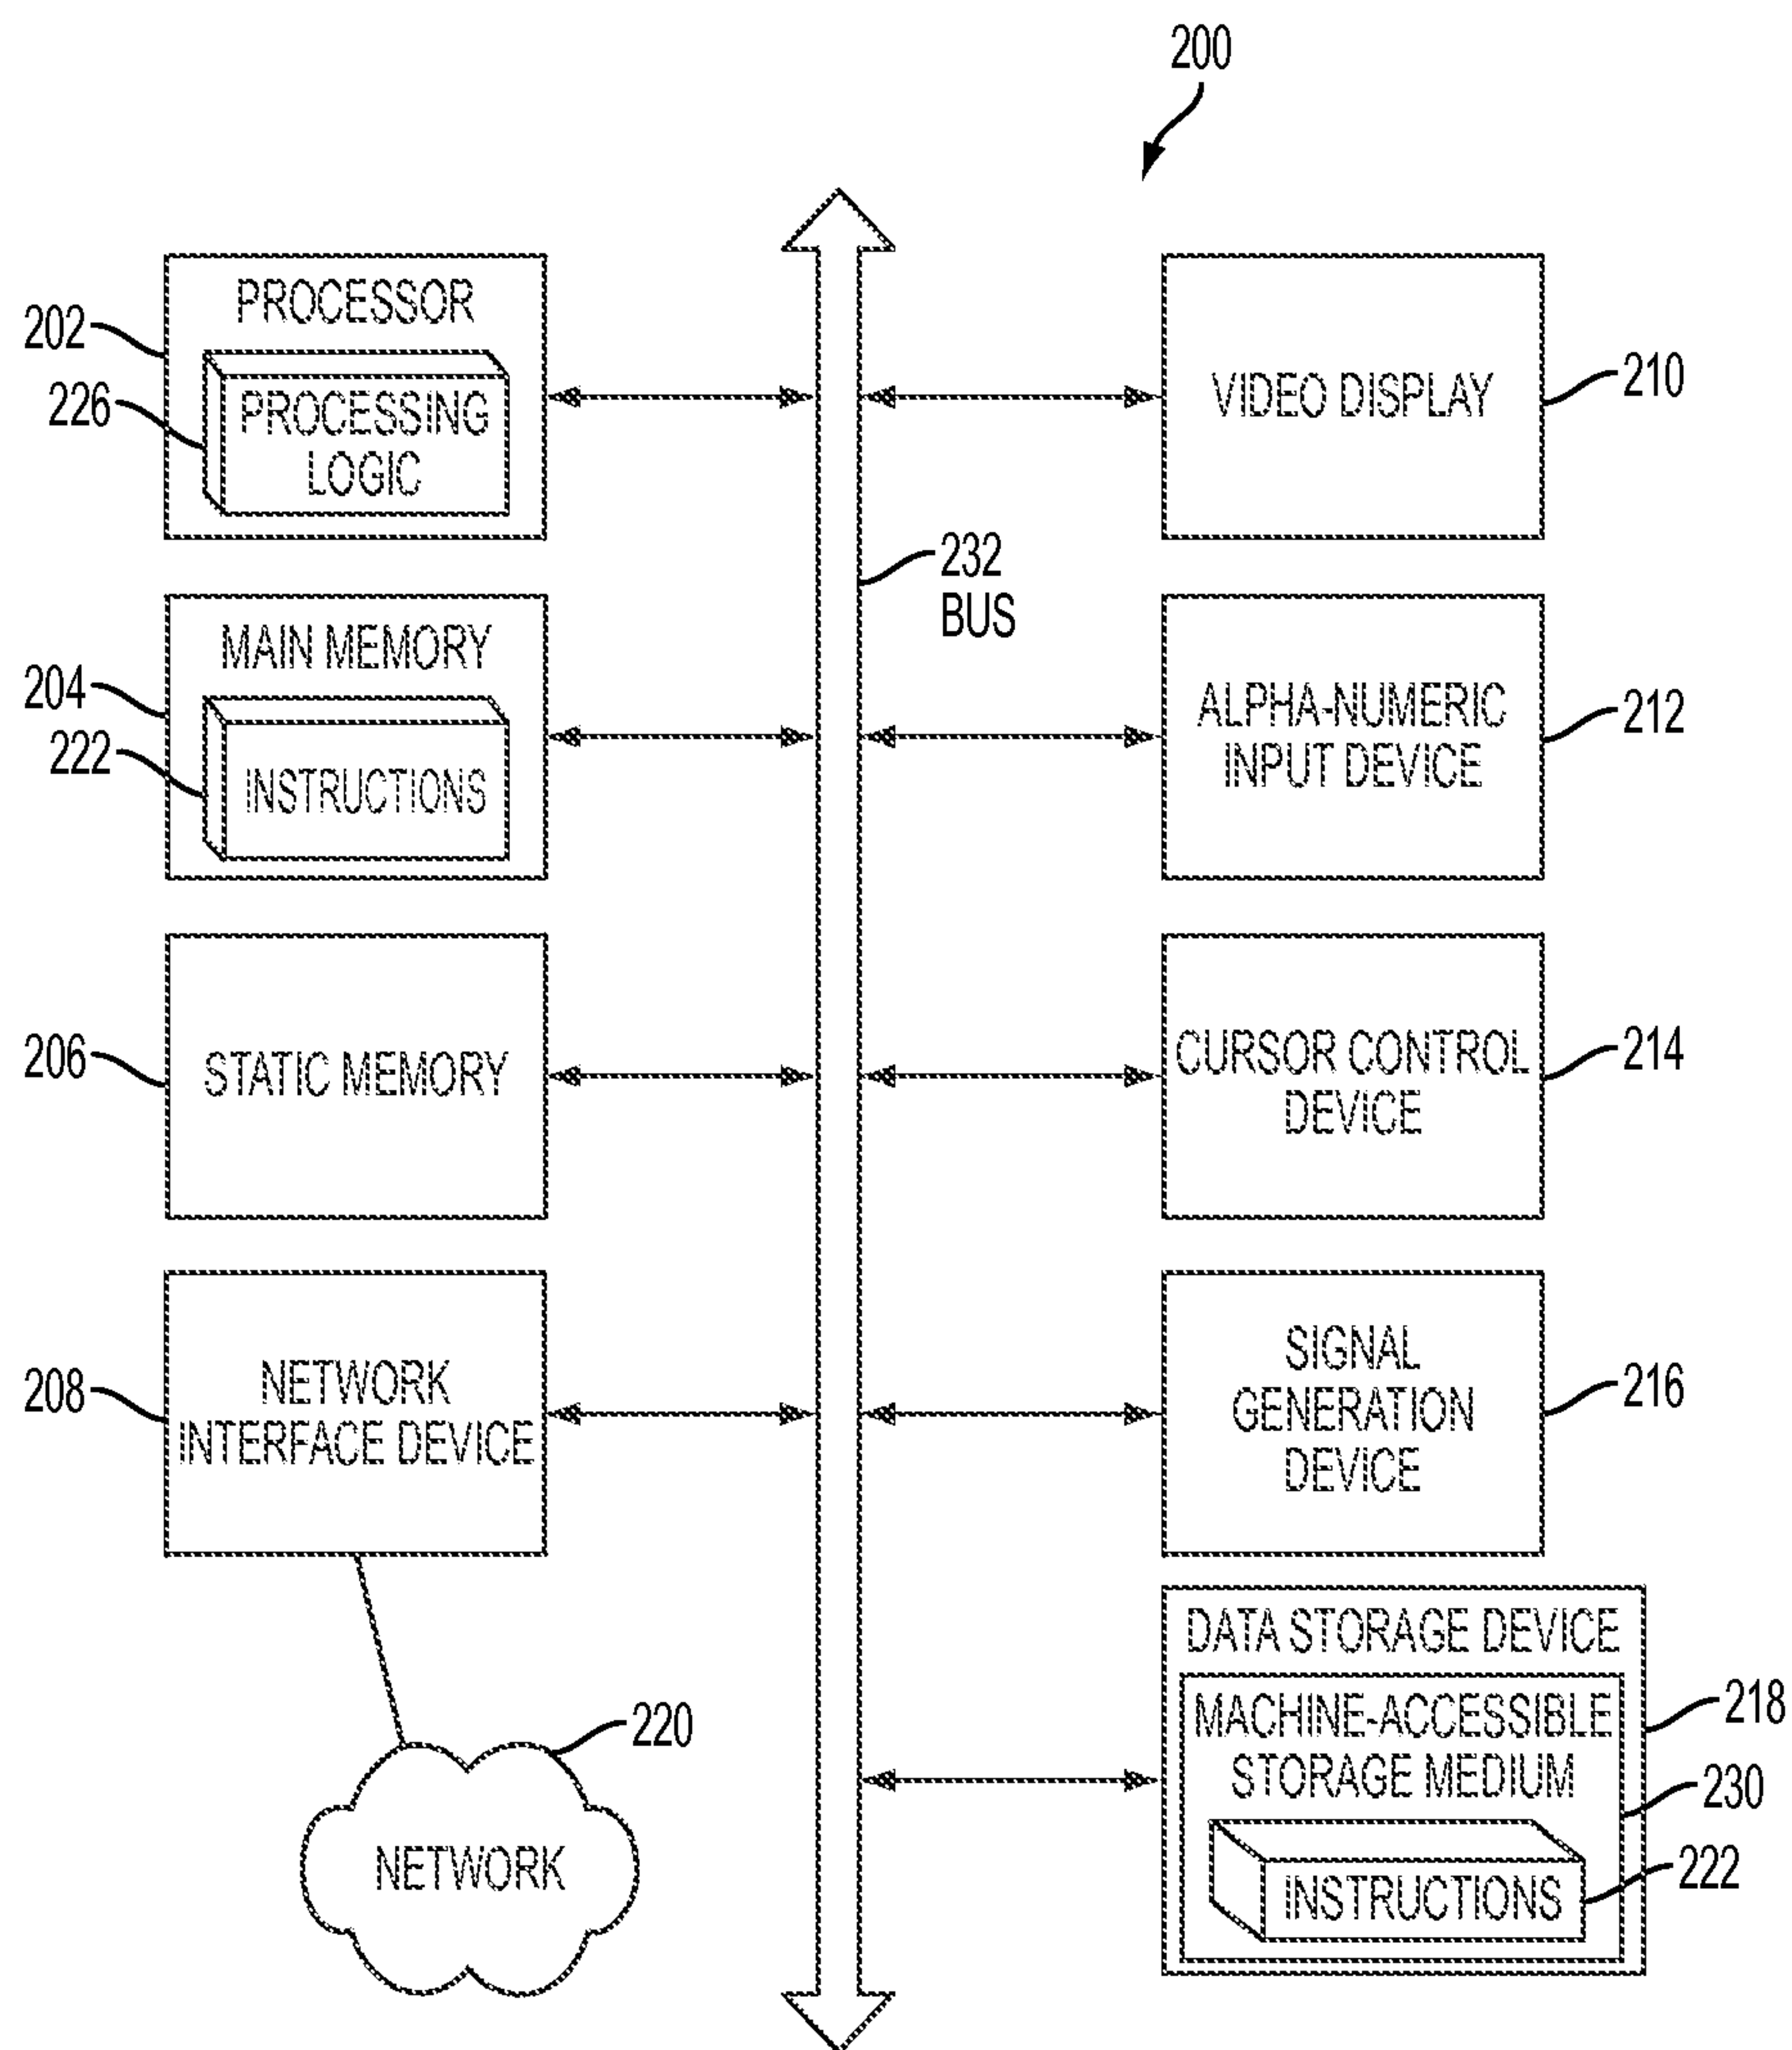 200
PROCESSOR
202
226
PROCESSING
LOGIC
VIDEO DISPLAY
210
232
BUS
MAIN MEMORY
204
222
INSTRUCTIONS
ALPHA-NUMERIC
INPUT DEVICE
212
206
STATIC MEMORY
CURSOR CONTROL
DEVICE
214
208
NETWORK
INTERFACE DEVICE
SIGNAL
GENERATION
DEVICE
216
220
NETWORK
DATA STORAGE DEVICE
218
MACHINE-ACCESSIBLE
STORAGE MEDIUM
230
INSTRUCTIONS
222